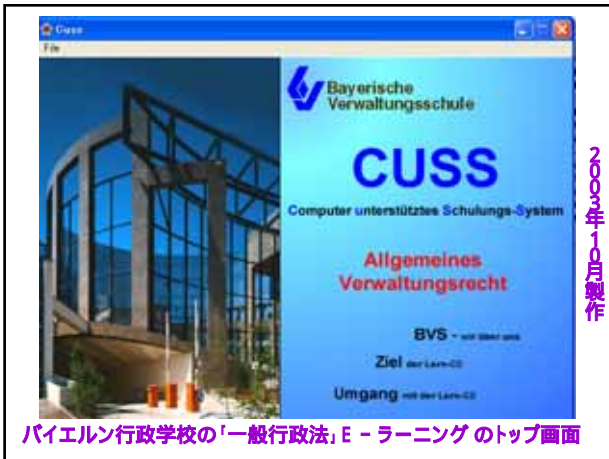 Cuss
File
Bayerische
Verwaltungsschule
CUSS
Computer unterstütztes Schulungs-System
Allgemeines
Verwaltungsrecht
BVS - wir über uns
Ziel der Lern-CD
Umgang mit der Lern-CD
2003年10月製作
バイエルン行政学校の「一般行政法」E－ラーニング のトップ画面